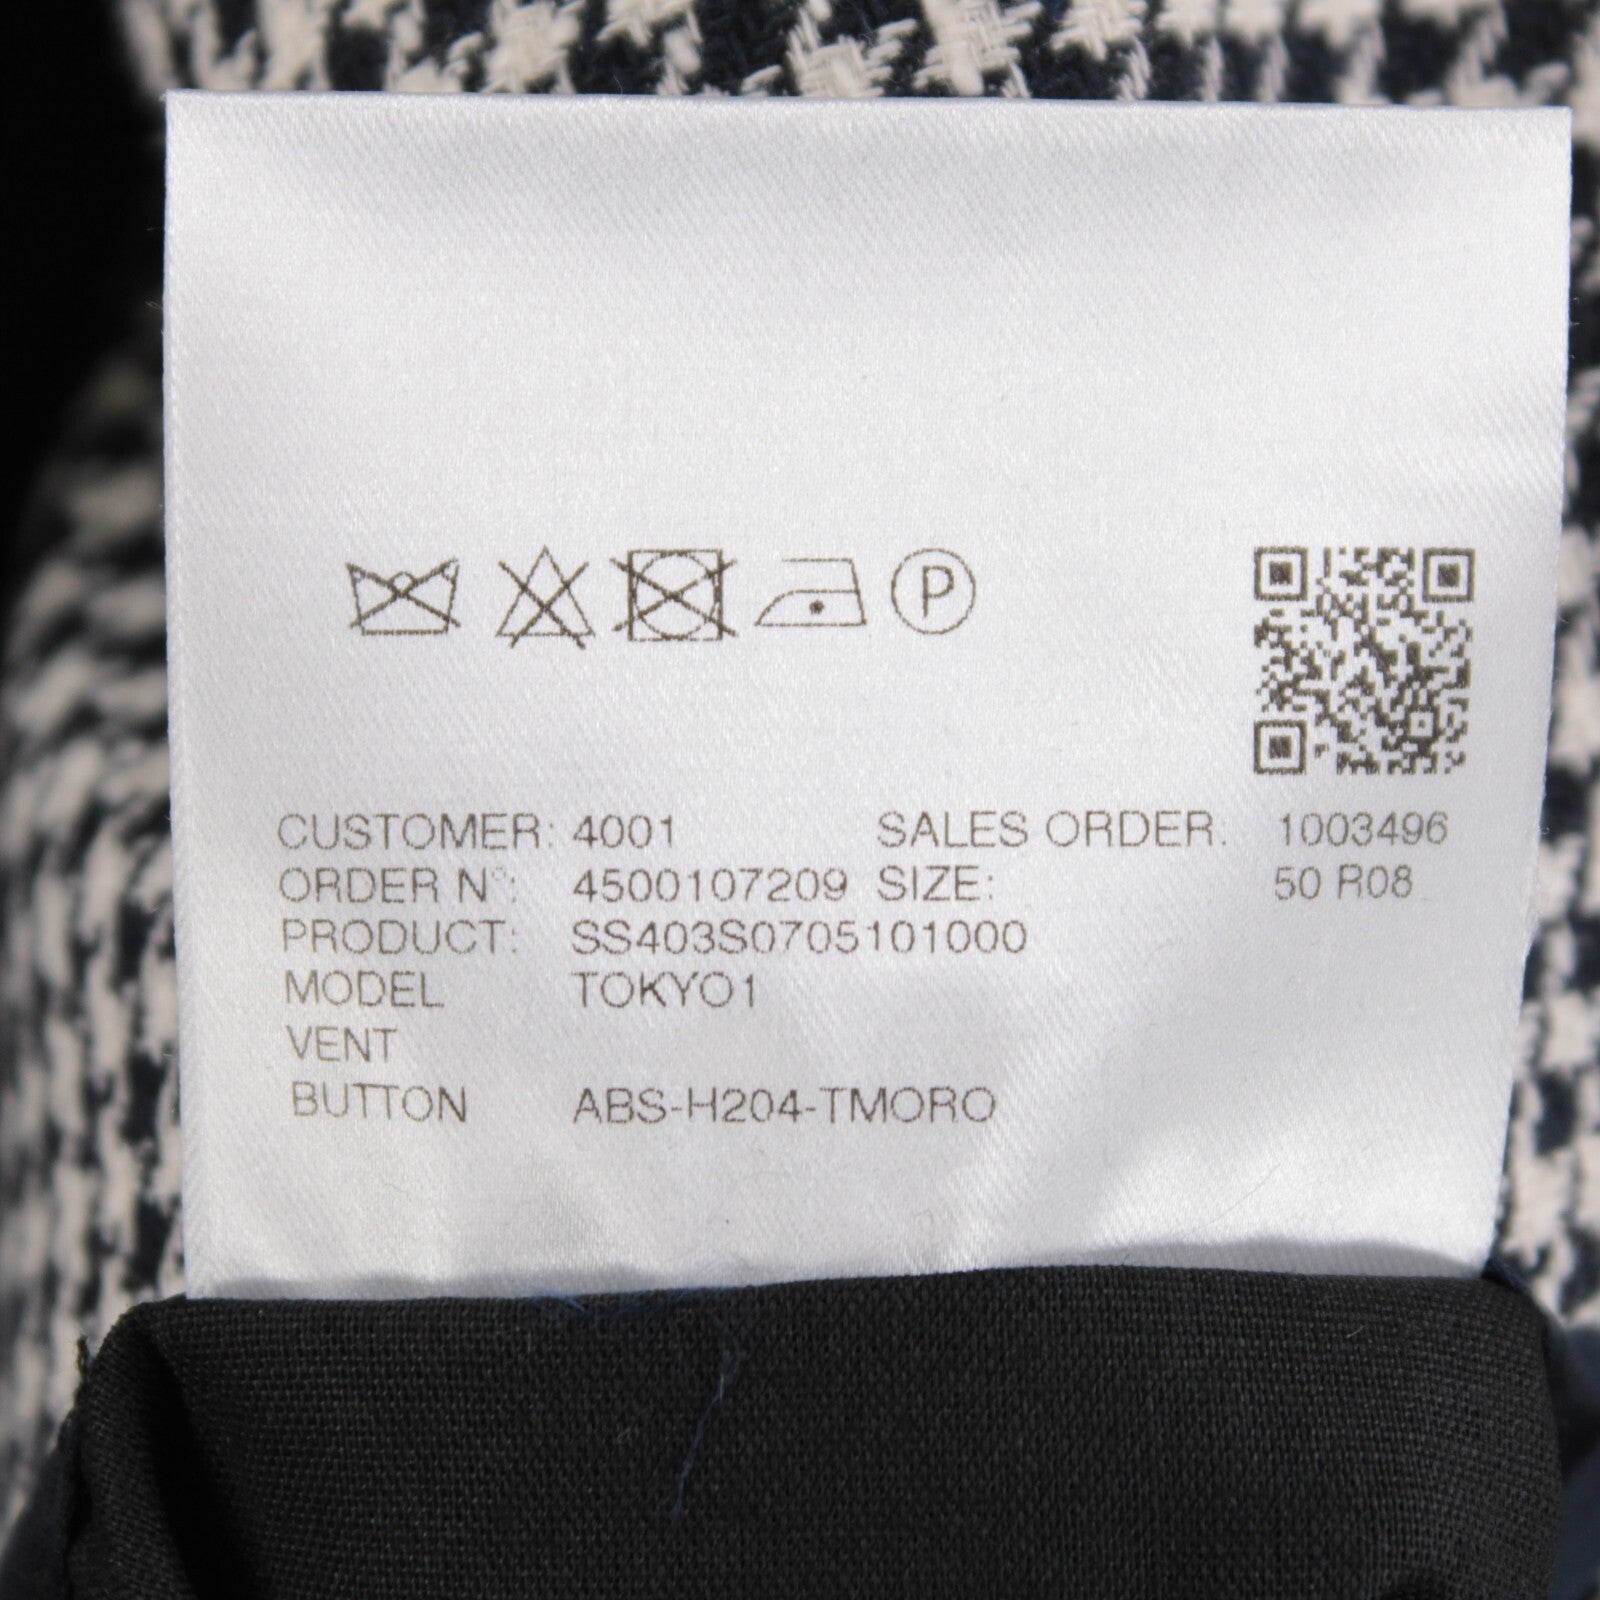 P
CUSTOMER: 4001 SALES ORDER: 1003496
ORDER N°: 4500107209 SIZE: 50 R08
PRODUCT: SS403S0705101000
MODEL TOKYO1
VENT
BUTTON ABS-H204-TMORO